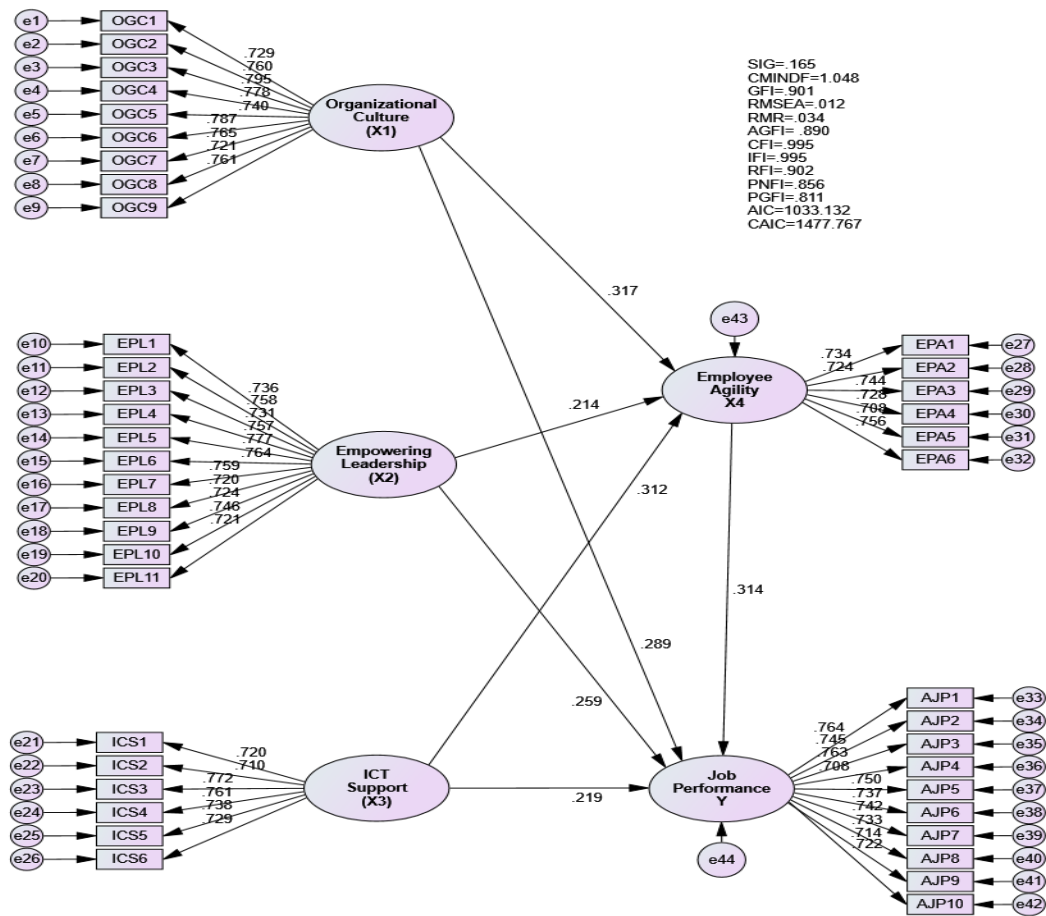 e1
OGC1
e2
OGC2
e3
OGC3
e4
OGC4
e5
OGC5
e6
OGC6
e7
OGC7
e8
OGC8
e9
OGC9
.729
.760
.795
.778
.740
.787
.765
.721
.761
Organizational
Culture
(X1)
SIG=.165
CMINDF=1.048
GFI=.901
RMSEA=.012
RMR=.034
AGFI= .890
CFI=.995
IFI=.995
RFI=.902
PNFI=.856
PGFI=.811
AIC=1033.132
CAIC=1477.767
.317
e10
EPL1
e11
EPL2
e12
EPL3
e13
EPL4
e14
EPL5
e15
EPL6
e16
EPL7
e17
EPL8
e18
EPL9
e19
EPL10
e20
EPL11
.736
.758
.731
.757
.777
.764
.759
.720
.724
.746
.721
Empowering
Leadership
(X2)
.214
.312
e43
Employee
Agility
X4
.734
.724
.744
.728
.708
.756
EPA1
e27
EPA2
e28
EPA3
e29
EPA4
e30
EPA5
e31
EPA6
e32
.314
.289
.259
e21
ICS1
e22
ICS2
e23
ICS3
e24
ICS4
e25
ICS5
e26
ICS6
.720
.710
.772
.761
.738
.729
ICT
Support
(X3)
.219
Job
Performance
Y
e44
.764
.745
.763
.708
.750
.737
.742
.733
.714
.722
AJP1
e33
AJP2
e34
AJP3
e35
AJP4
e36
AJP5
e37
AJP6
e38
AJP7
e39
AJP8
e40
AJP9
e41
AJP10
e42